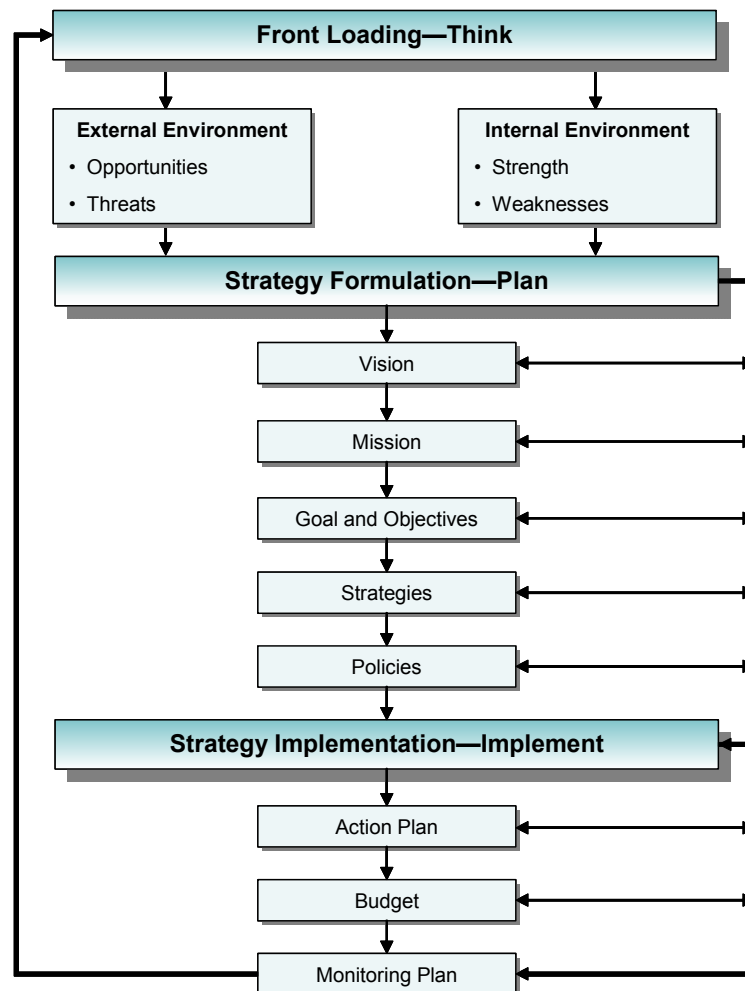 Front Loading—Think
External Environment
• Opportunities
• Threats
Internal Environment
• Strength
• Weaknesses
Strategy Formulation—Plan
Vision
Mission
Goal and Objectives
Strategies
Policies
Strategy Implementation—Implement
Action Plan
Budget
Monitoring Plan